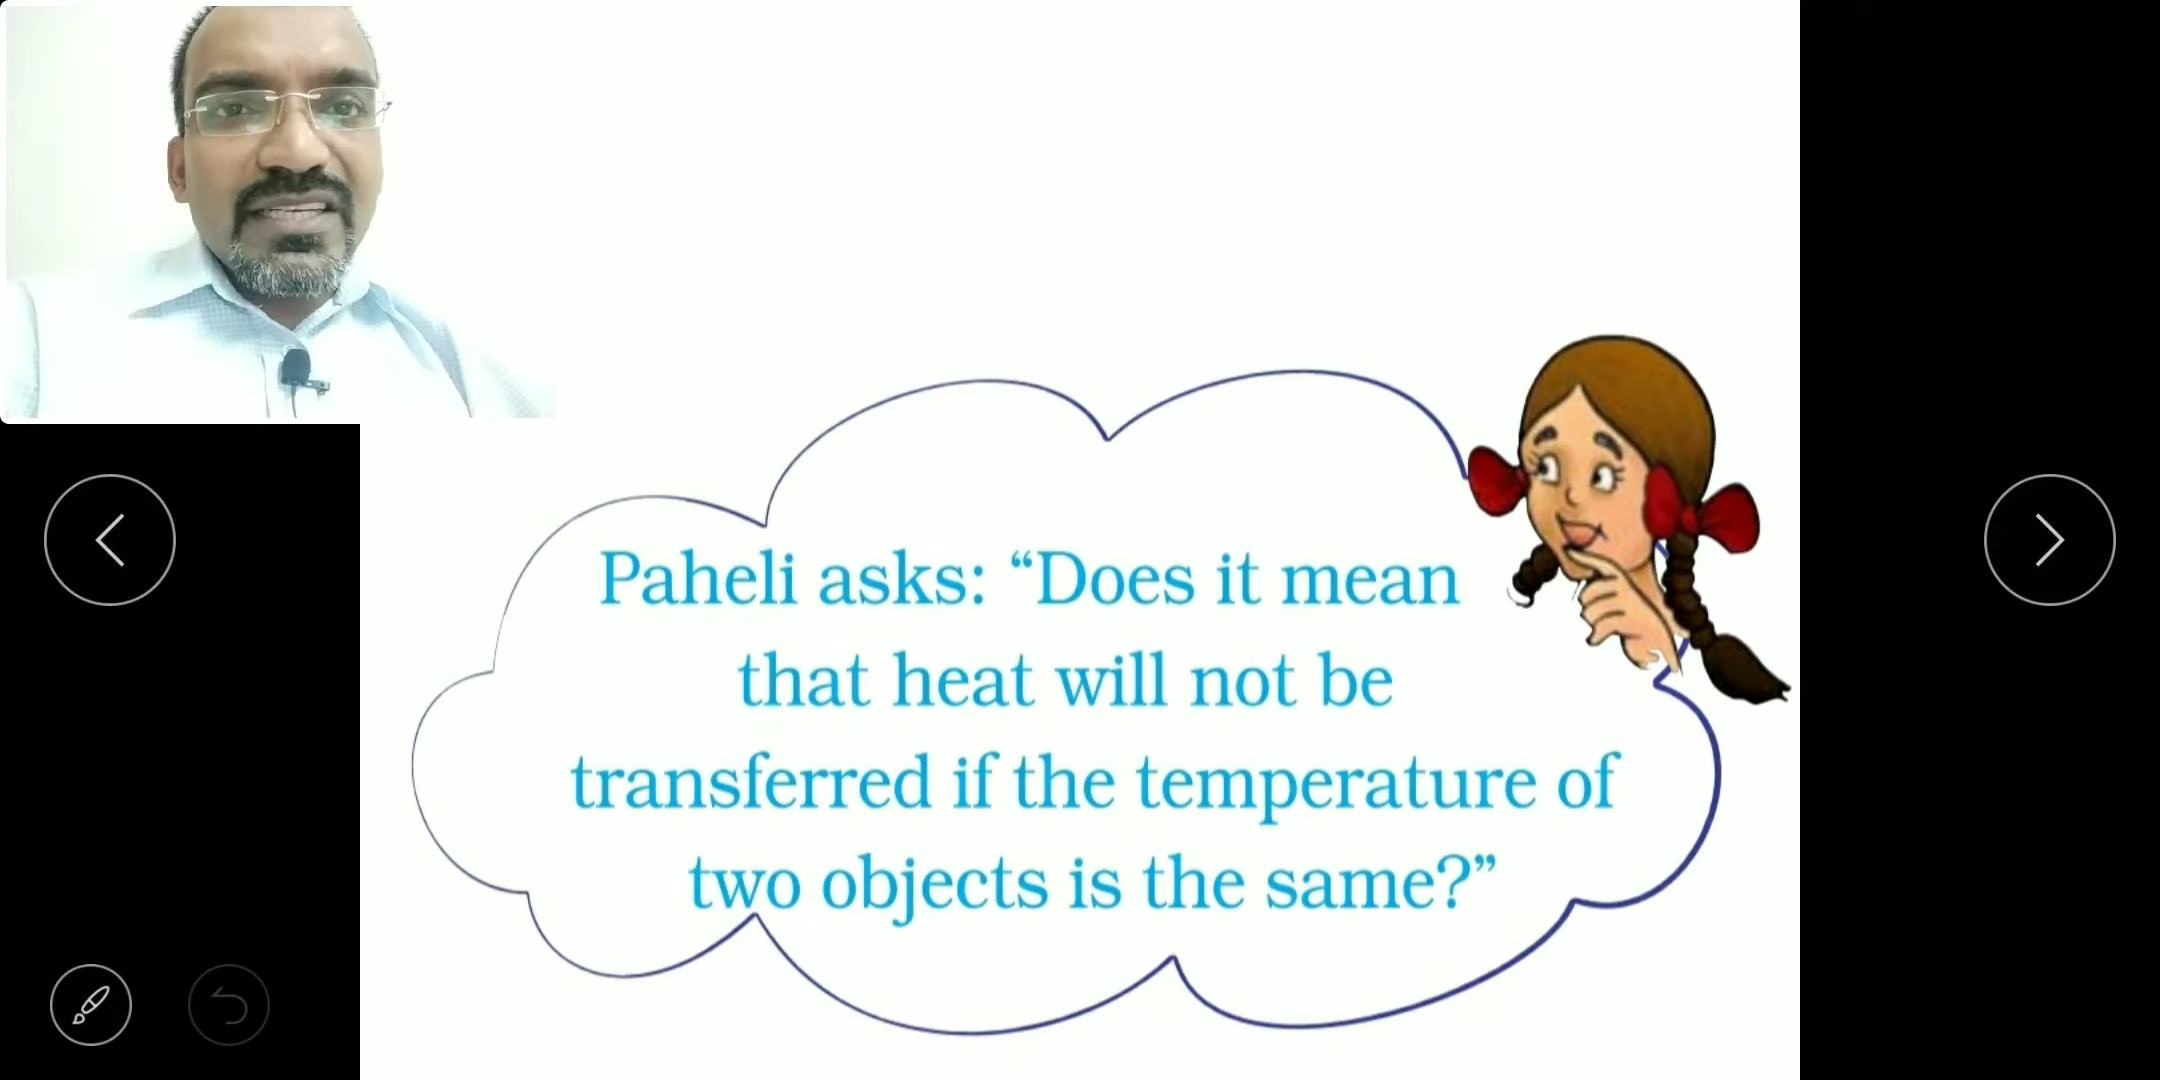 Paheli asks: “Does it mean
that heat will not be
transferred if the temperature of
two objects is the same?”